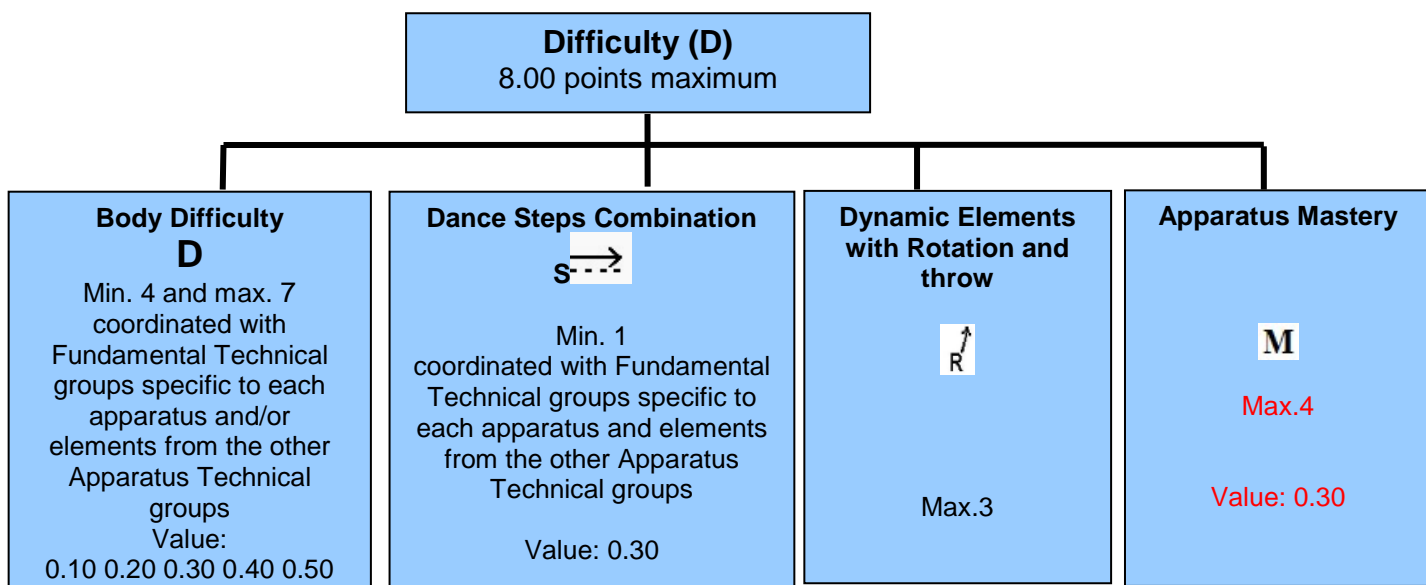 Difficulty (D)
8.00 points maximum
Body Difficulty
D
Min. 4 and max. 7
coordinated with
Fundamental Technical
groups specific to each
apparatus and/or
elements from the other
Apparatus Technical
groups
Value:
0.10 0.20 0.30 0.40 0.50
Dance Steps Combination
S
Min. 1
coordinated with Fundamental
Technical groups specific to
each apparatus and elements
from the other Apparatus
Technical groups
Value: 0.30
Dynamic Elements
with Rotation and
throw
R
Max.3
Apparatus Mastery
M
Max.4
Value: 0.30